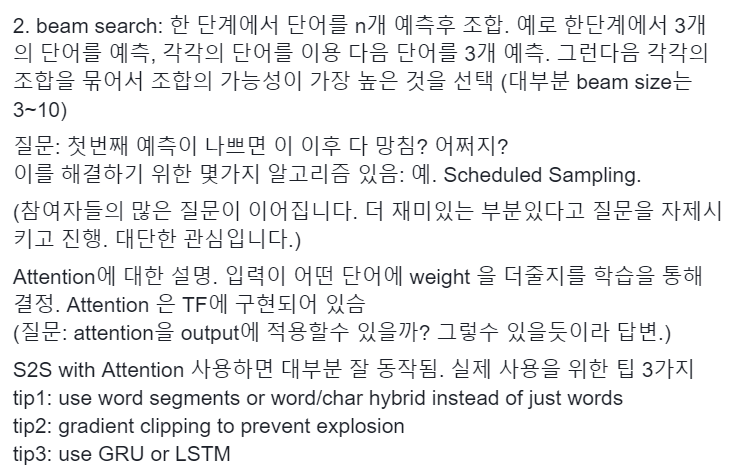 2. beam search: 한 단계에서 단어를 n개 예측후 조합. 예로 한단계에서 3개
의 단어를 예측, 각각의 단어를 이용 다음 단어를 3개 예측. 그런다음 각각의
조합을 묶어서 조합의 가능성이 가장 높은 것을 선택 (대부분 beam size는
3~10)
질문: 첫번째 예측이 나쁘면 이 이후 다 망침? 어쩌지?
이를 해결하기 위한 몇가지 알고리즘 있음: 예. Scheduled Sampling.
(참여자들의 많은 질문이 이어집니다. 더 재미있는 부분있다고 질문을 자제시
키고 진행. 대단한 관심입니다.)
Attention에 대한 설명. 입력이 어떤 단어에 weight 을 더줄지를 학습을 통해
결정. Attention 은 TF에 구현되어 있슴
(질문: attention을 output에 적용할수 있을까? 그럴수 있을듯이라 답변.)
S2S with Attention 사용하면 대부분 잘 동작됨. 실제 사용을 위한 팁 3가지
tip1: use word segments or word/char hybrid instead of just words
tip2: gradient clipping to prevent explosion
tip3: use GRU or LSTM